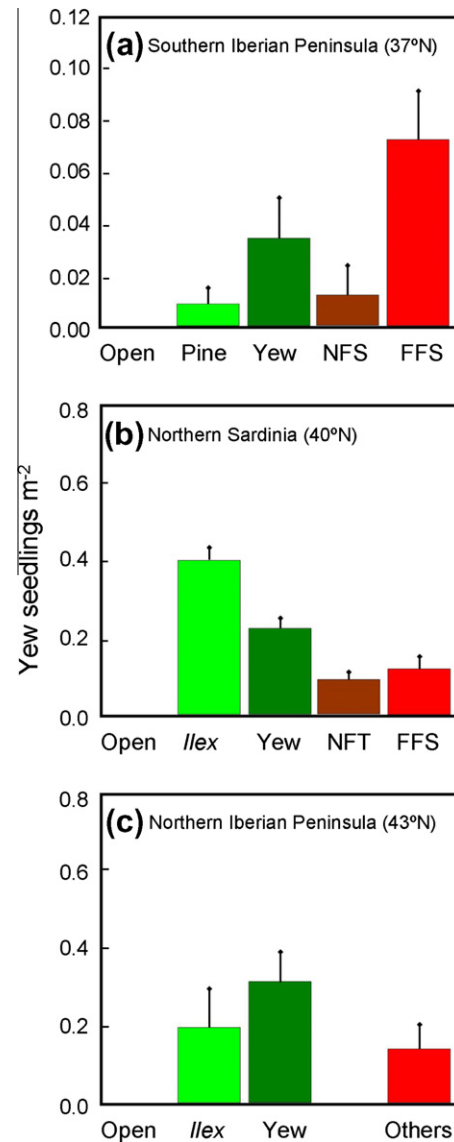 Yew seedlings m-2
(a) Southern Iberian Peninsula (37ºN)
0.12
0.10
0.08
0.06
0.04
0.02
0.00
Open Pine Yew NFS FFS
(b) Northern Sardinia (40ºN)
0.8
0.6
0.4
0.2
0.0
Open Ilex Yew NFT FFS
(c) Northern Iberian Peninsula (43ºN)
0.8
0.6
0.4
0.2
0.0
Open Ilex Yew Others